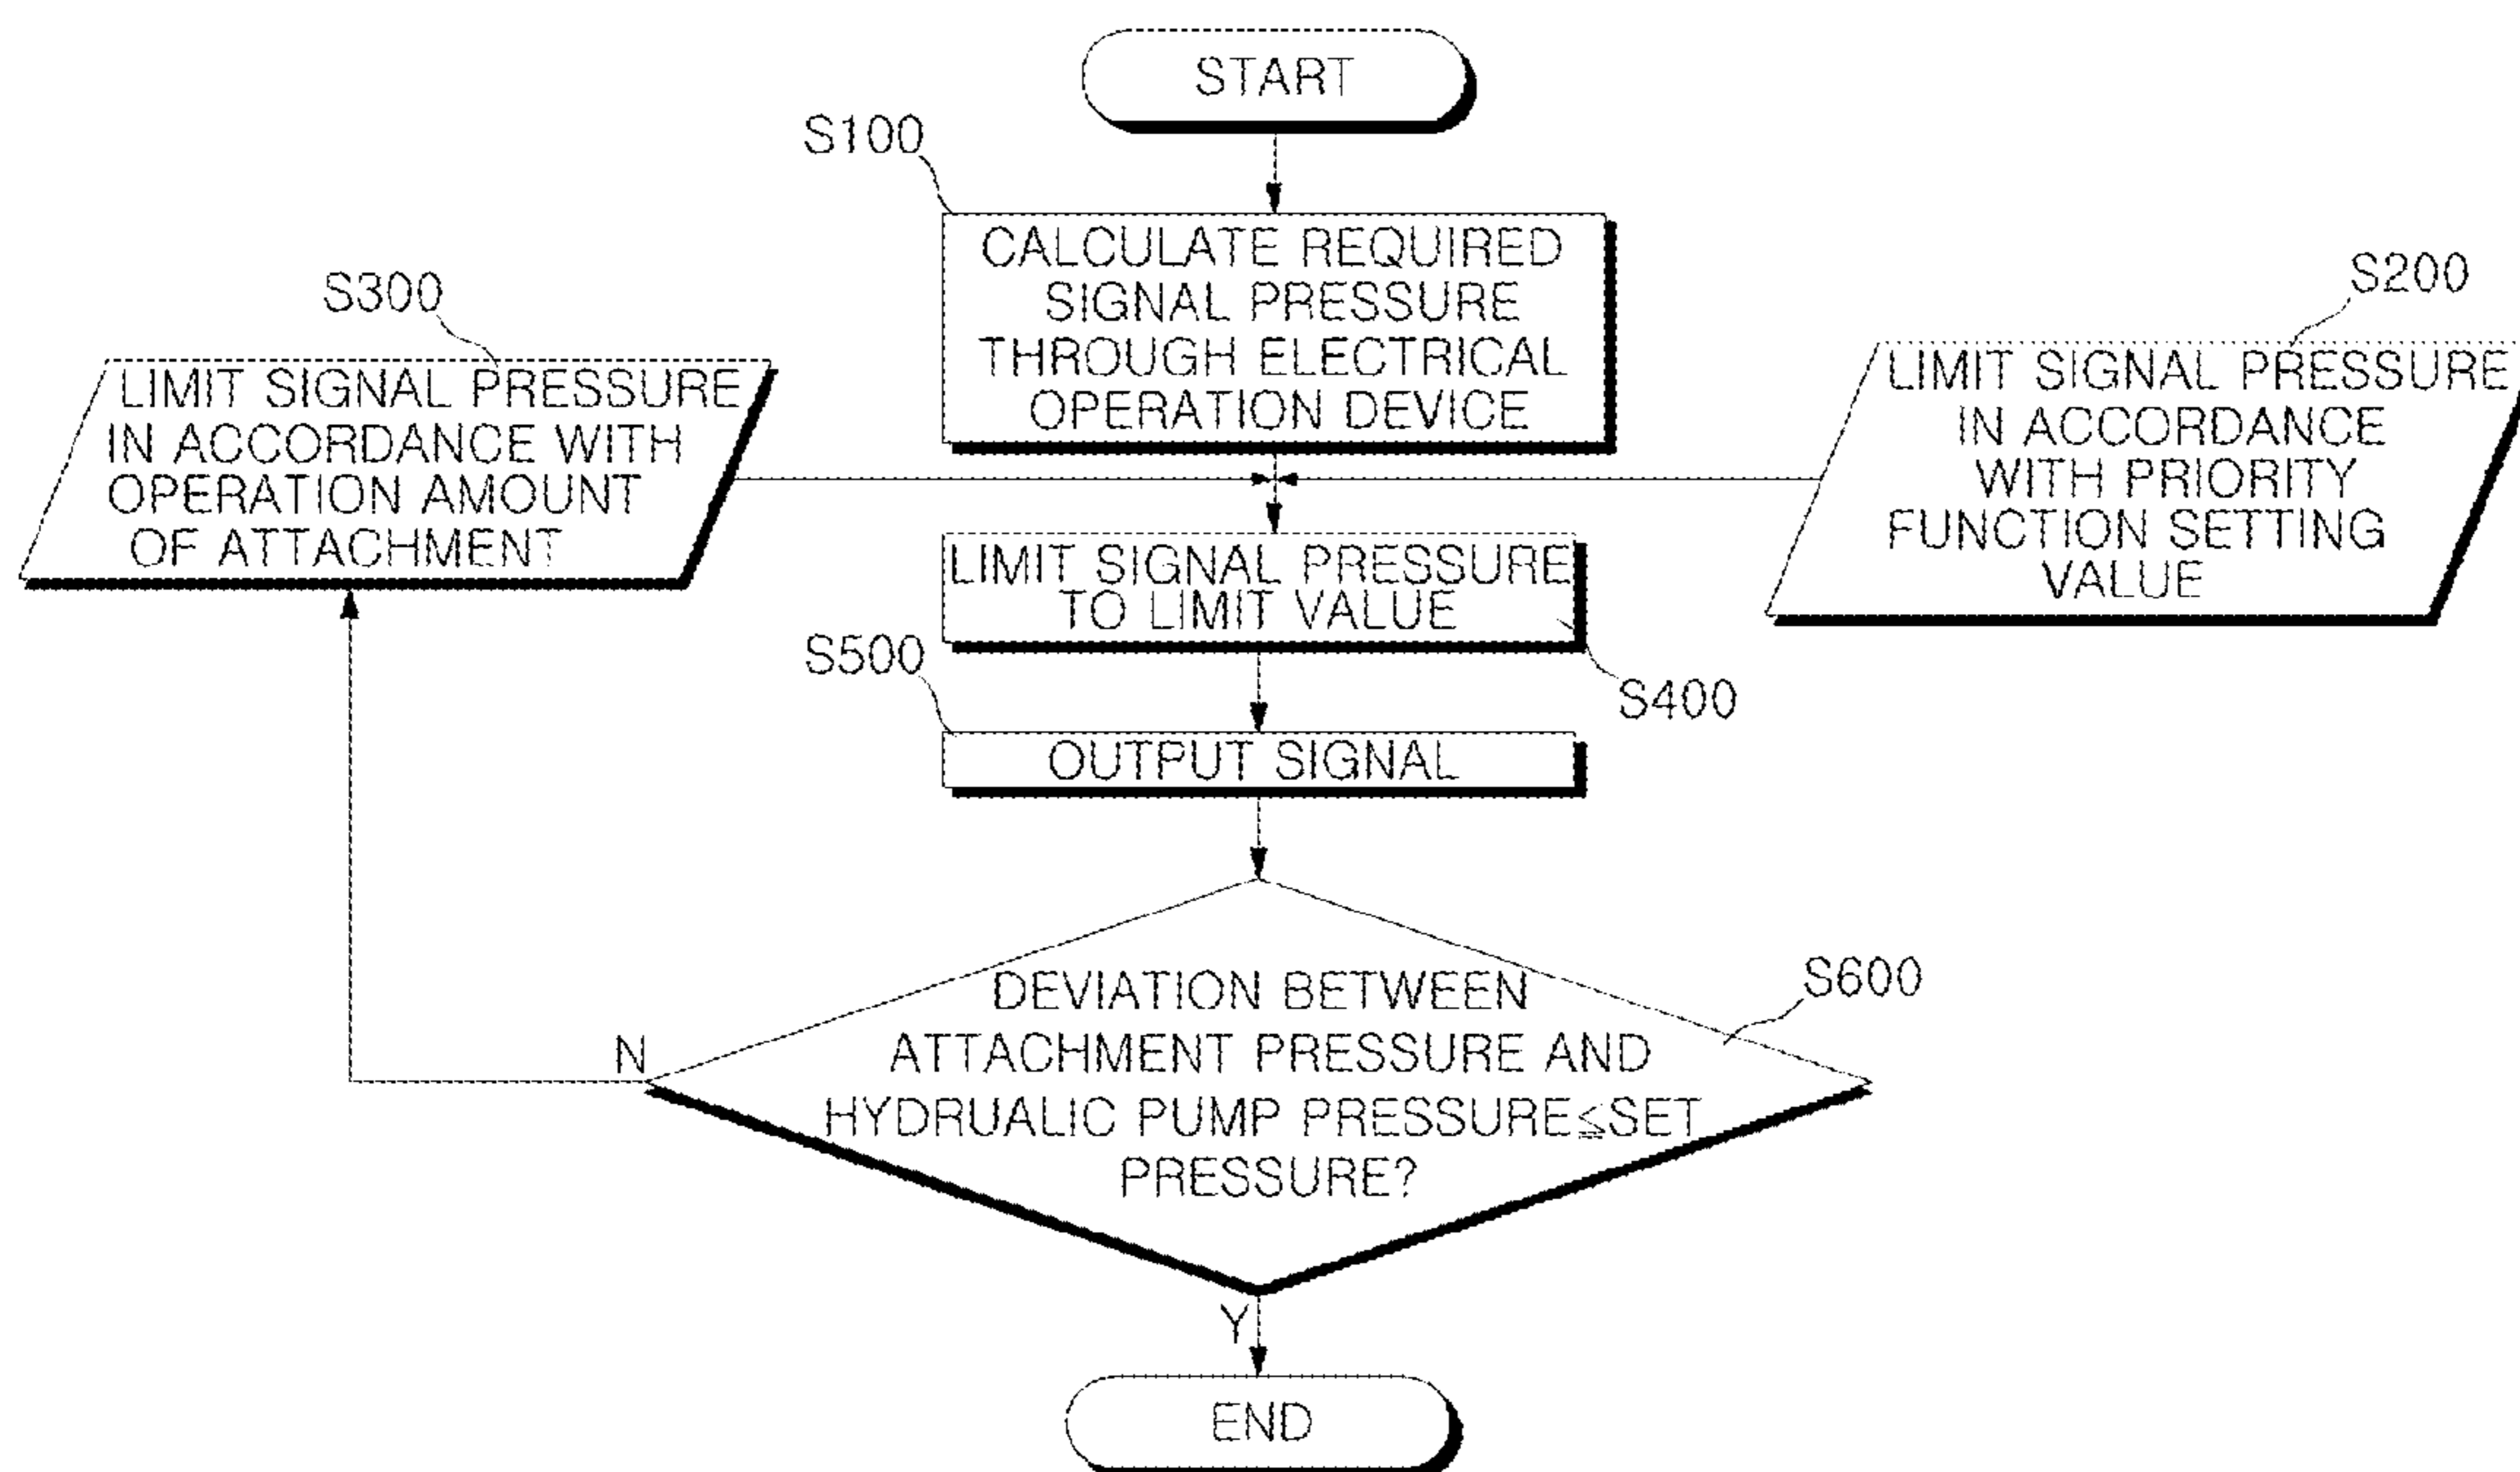 START
S100
CALCULATE REQUIRED
SIGNAL PRESSURE
THROUGH ELECTRICAL
OPERATION DEVICE
S300
LIMIT SIGNAL PRESSURE
IN ACCORDANCE WITH
OPERATION AMOUNT
OF ATTACHMENT
S200
LIMIT SIGNAL PRESSURE
IN ACCORDANCE
WITH PRIORITY
FUNCTION SETTING
VALUE
LIMIT SIGNAL PRESSURE
TO LIMIT VALUE
S400
S500
OUTPUT SIGNAL
S600
DEVIATION BETWEEN
ATTACHMENT PRESSURE AND
HYDRUALIC PUMP PRESSURE≦SET
PRESSURE?
N
Y
END